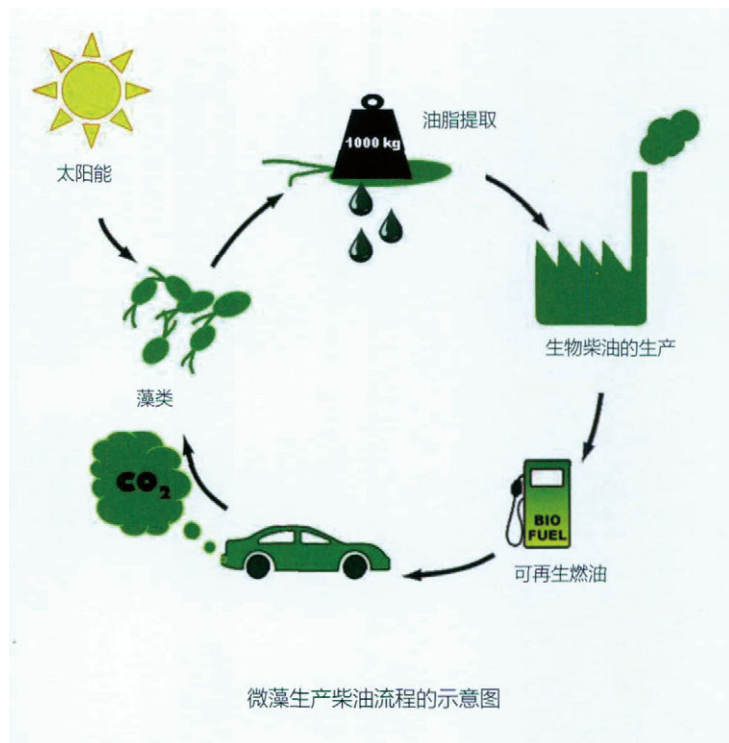 太阳能
1000 kg
油脂提取
生物柴油的生产
藻类
CO₂
BIO
FUEL
可再生燃油
微藻生产柴油流程的示意图